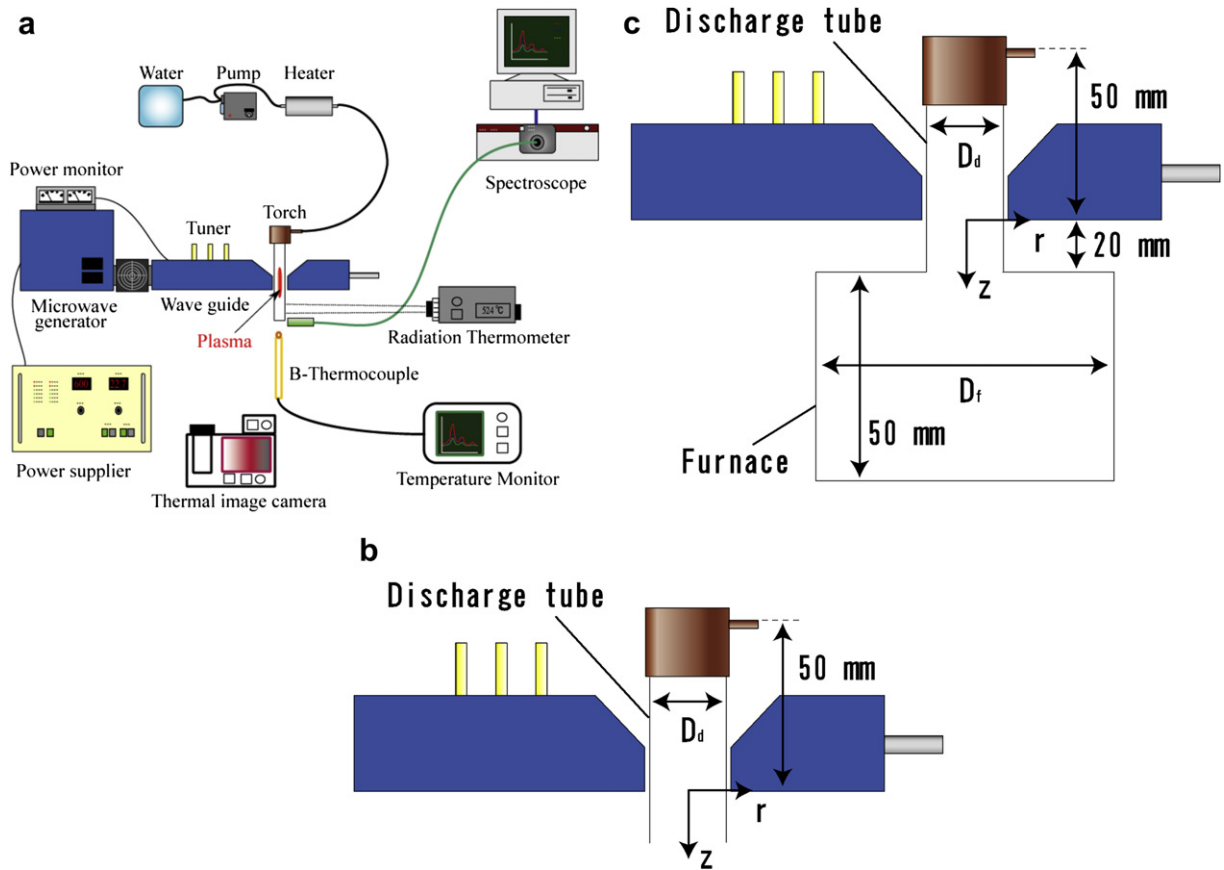 a
Water
Pump
Heater
Power monitor
Tuner
Torch
Spectroscope
Microwave
generator
Wave guide
Plasma
524 °C
Radiation Thermometer
B-Thermocouple
Power supplier
Thermal image camera
Temperature Monitor
c
Discharge tube
50 mm
Dd
r
20 mm
z
Df
50 mm
Furnace
b
Discharge tube
50 mm
Dd
r
z